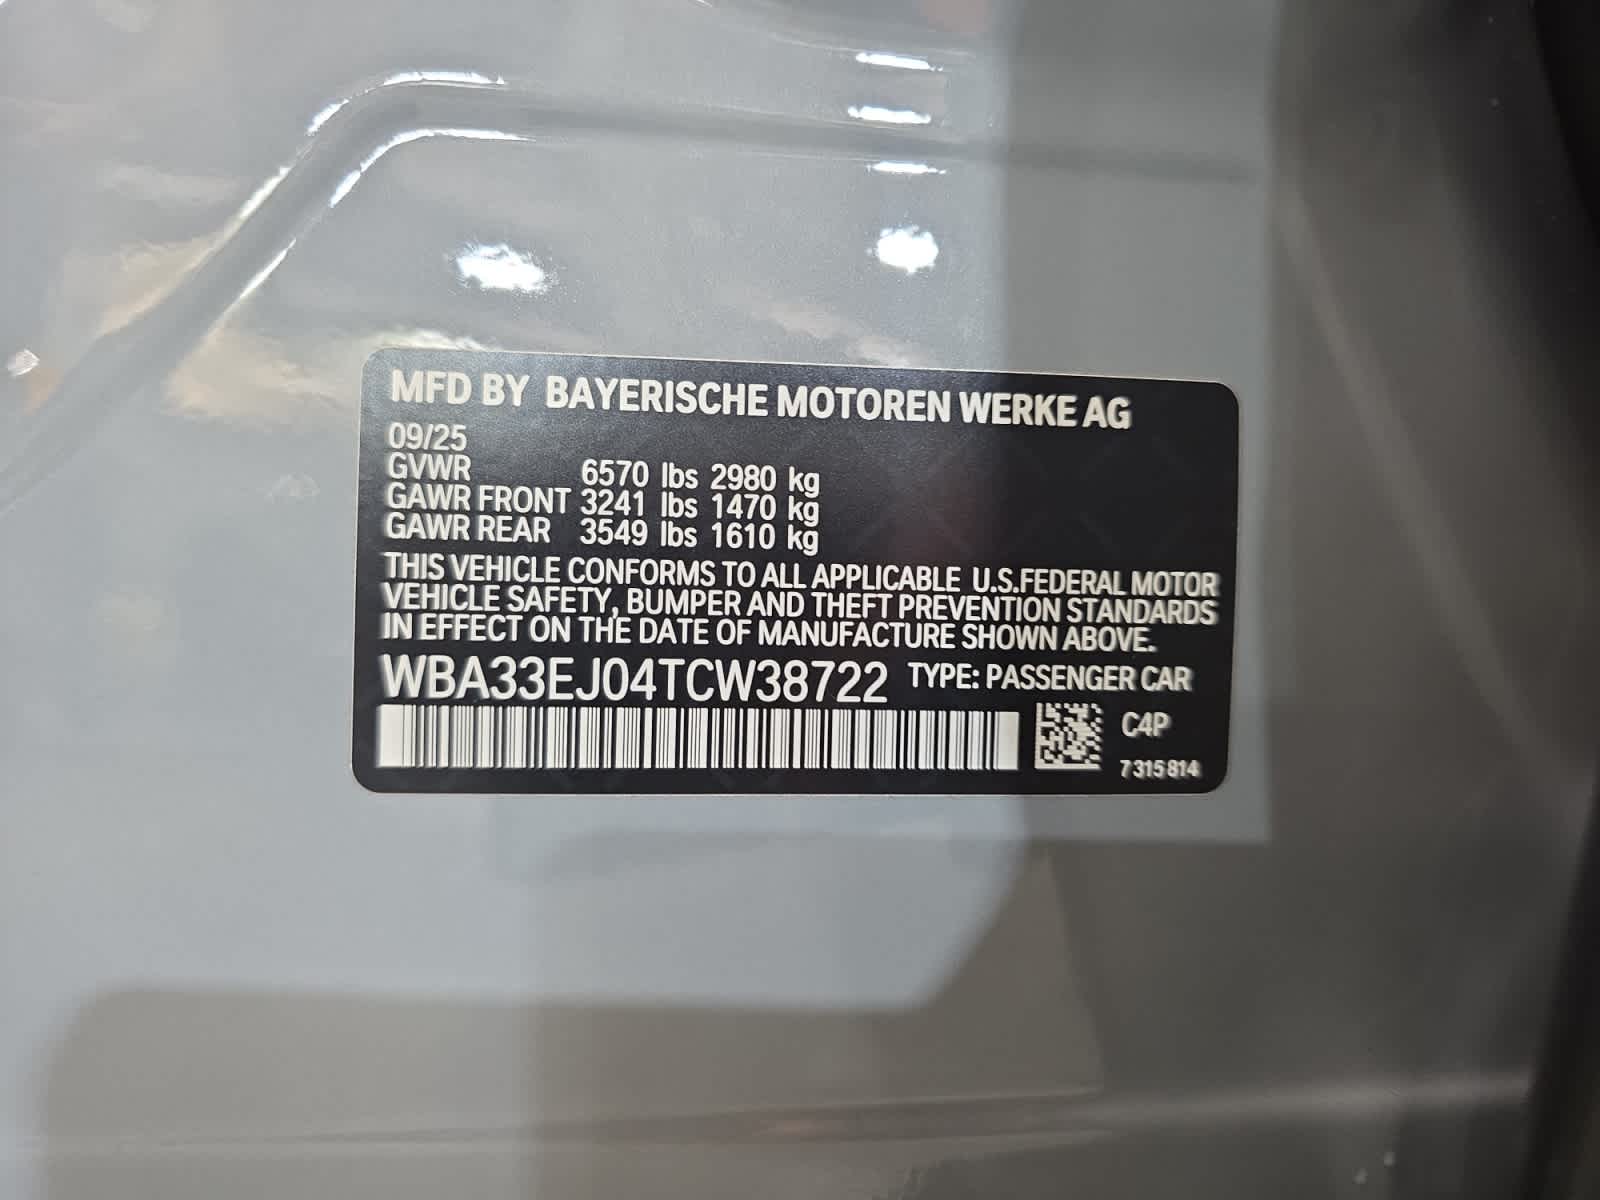 MFD BY BAYERISCHE MOTOREN WERKE AG
09/25
GVWR 6570 lbs 2980 kg
GAWR FRONT 3241 lbs 1470 kg
GAWR REAR 3549 lbs 1610 kg
THIS VEHICLE CONFORMS TO ALL APPLICABLE U.S.FEDERAL MOTOR
VEHICLE SAFETY, BUMPER AND THEFT PREVENTION STANDARDS
IN EFFECT ON THE DATE OF MANUFACTURE SHOWN ABOVE.
WBA33EJ04TCW38722 TYPE: PASSENGER CAR
C4P
7 315 814